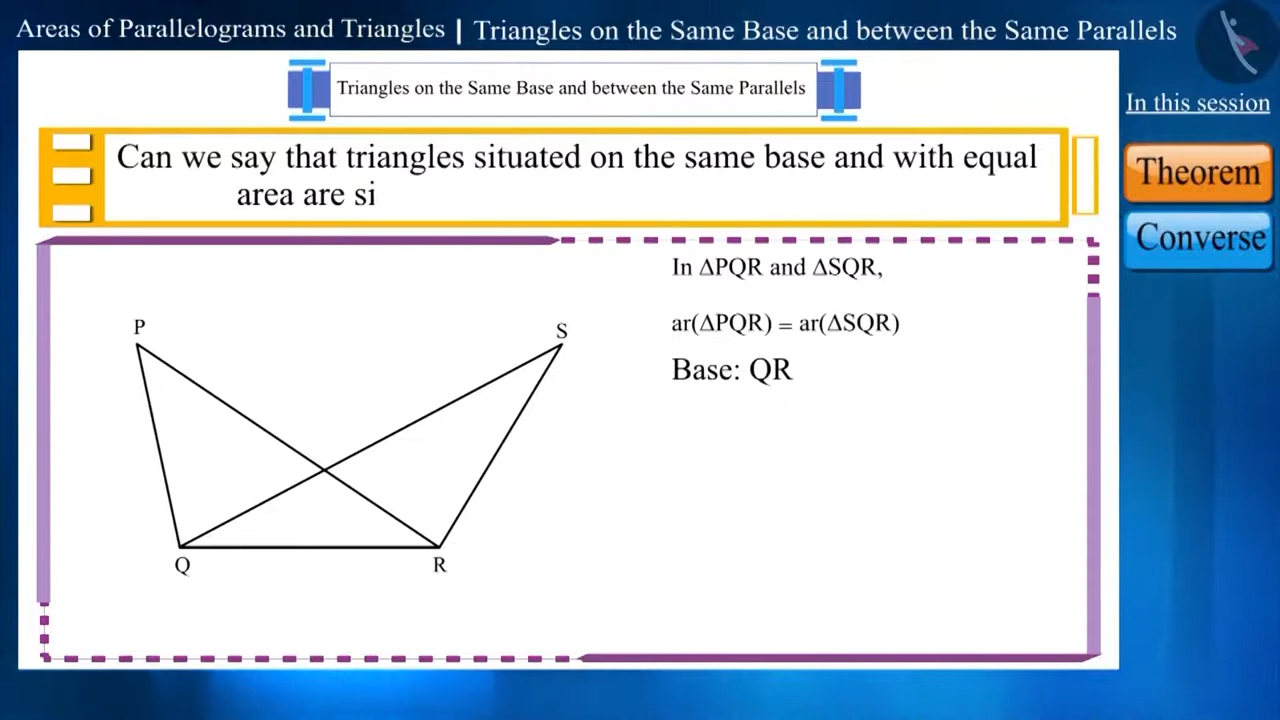 Areas of Parallelograms and Triangles | Triangles on the Same Base and between the Same Parallels
In this session
Triangles on the Same Base and between the Same Parallels
Can we say that triangles situated on the same base and with equal
area are si
Theorem
Converse
In ΔPQR and ΔSQR,
ar(ΔPQR) = ar(ΔSQR)
Base: QR
P
S
Q
R